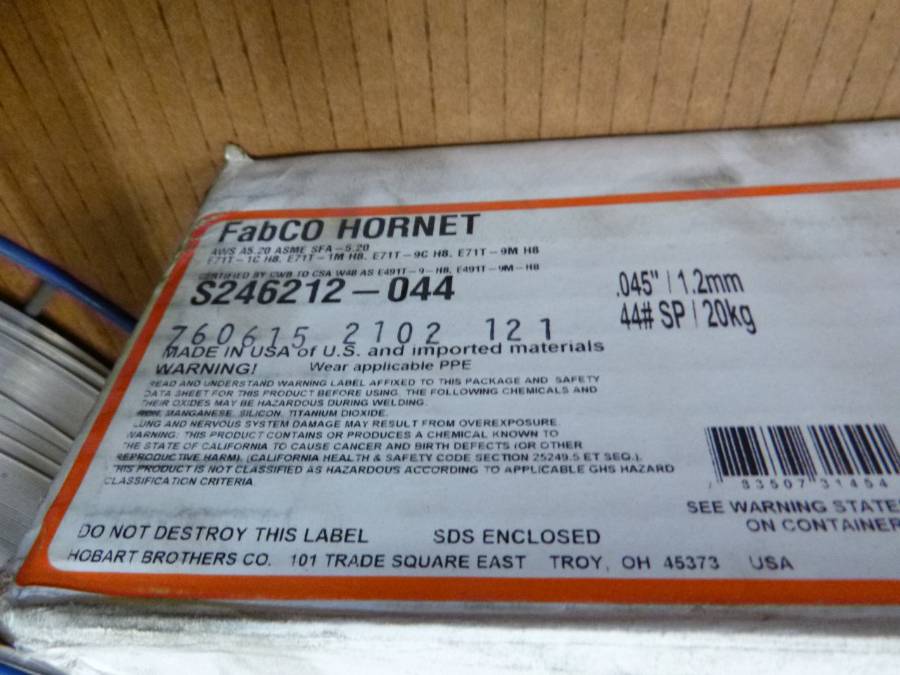 FabCO HORNET
AWS A5.20 ASME SFA-5.20
E71T-1C H8, E71T-1M H8, E71T-9C H8, E71T-9M H8
CERTIFIED BY CWB TO CSA W48 AS E491T-9-H8, E491T-9M-H8
S246212-044
.045" / 1.2mm
44# SP / 20kg
760615 2102 121
MADE IN USA of U.S. and imported materials
WARNING! Wear applicable PPE
READ AND UNDERSTAND WARNING LABEL AFFIXED TO THIS PACKAGE AND SAFETY
DATA SHEET FOR THIS PRODUCT BEFORE USING. THE FOLLOWING CHEMICALS AND
THEIR OXIDES MAY BE HAZARDOUS DURING WELDING.
IRON, MANGANESE, SILICON, TITANIUM DIOXIDE.
LUNG AND NERVOUS SYSTEM DAMAGE MAY RESULT FROM OVEREXPOSURE.
WARNING: THIS PRODUCT CONTAINS OR PRODUCES A CHEMICAL KNOWN TO
THE STATE OF CALIFORNIA TO CAUSE CANCER AND BIRTH DEFECTS (OR OTHER
REPRODUCTIVE HARM). (CALIFORNIA HEALTH & SAFETY CODE SECTION 25249.5 ET SEQ.).
THIS PRODUCT IS NOT CLASSIFIED AS HAZARDOUS ACCORDING TO APPLICABLE GHS HAZARD
CLASSIFICATION CRITERIA.
83507 31454
SEE WARNING STATE
ON CONTAINER
DO NOT DESTROY THIS LABEL SDS ENCLOSED
HOBART BROTHERS CO. 101 TRADE SQUARE EAST TROY, OH 45373 USA